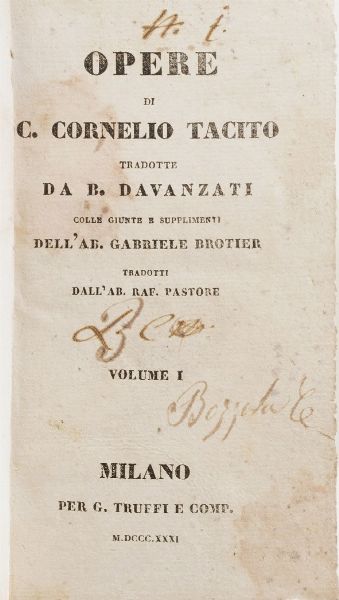 OPERE
DI
C. CORNELIO TACITO
TRADOTTE
DA B. DAVANZATI
COLLE GIUNTE E SUPPLIMENTI
DELL'AB. GABRIELE BROTIER
TRADOTTI
DALL'AB. RAF. PASTORE
VOLUME I
MILANO
PER G. TRUFFI E COMP.
M.DCCC.XXXI